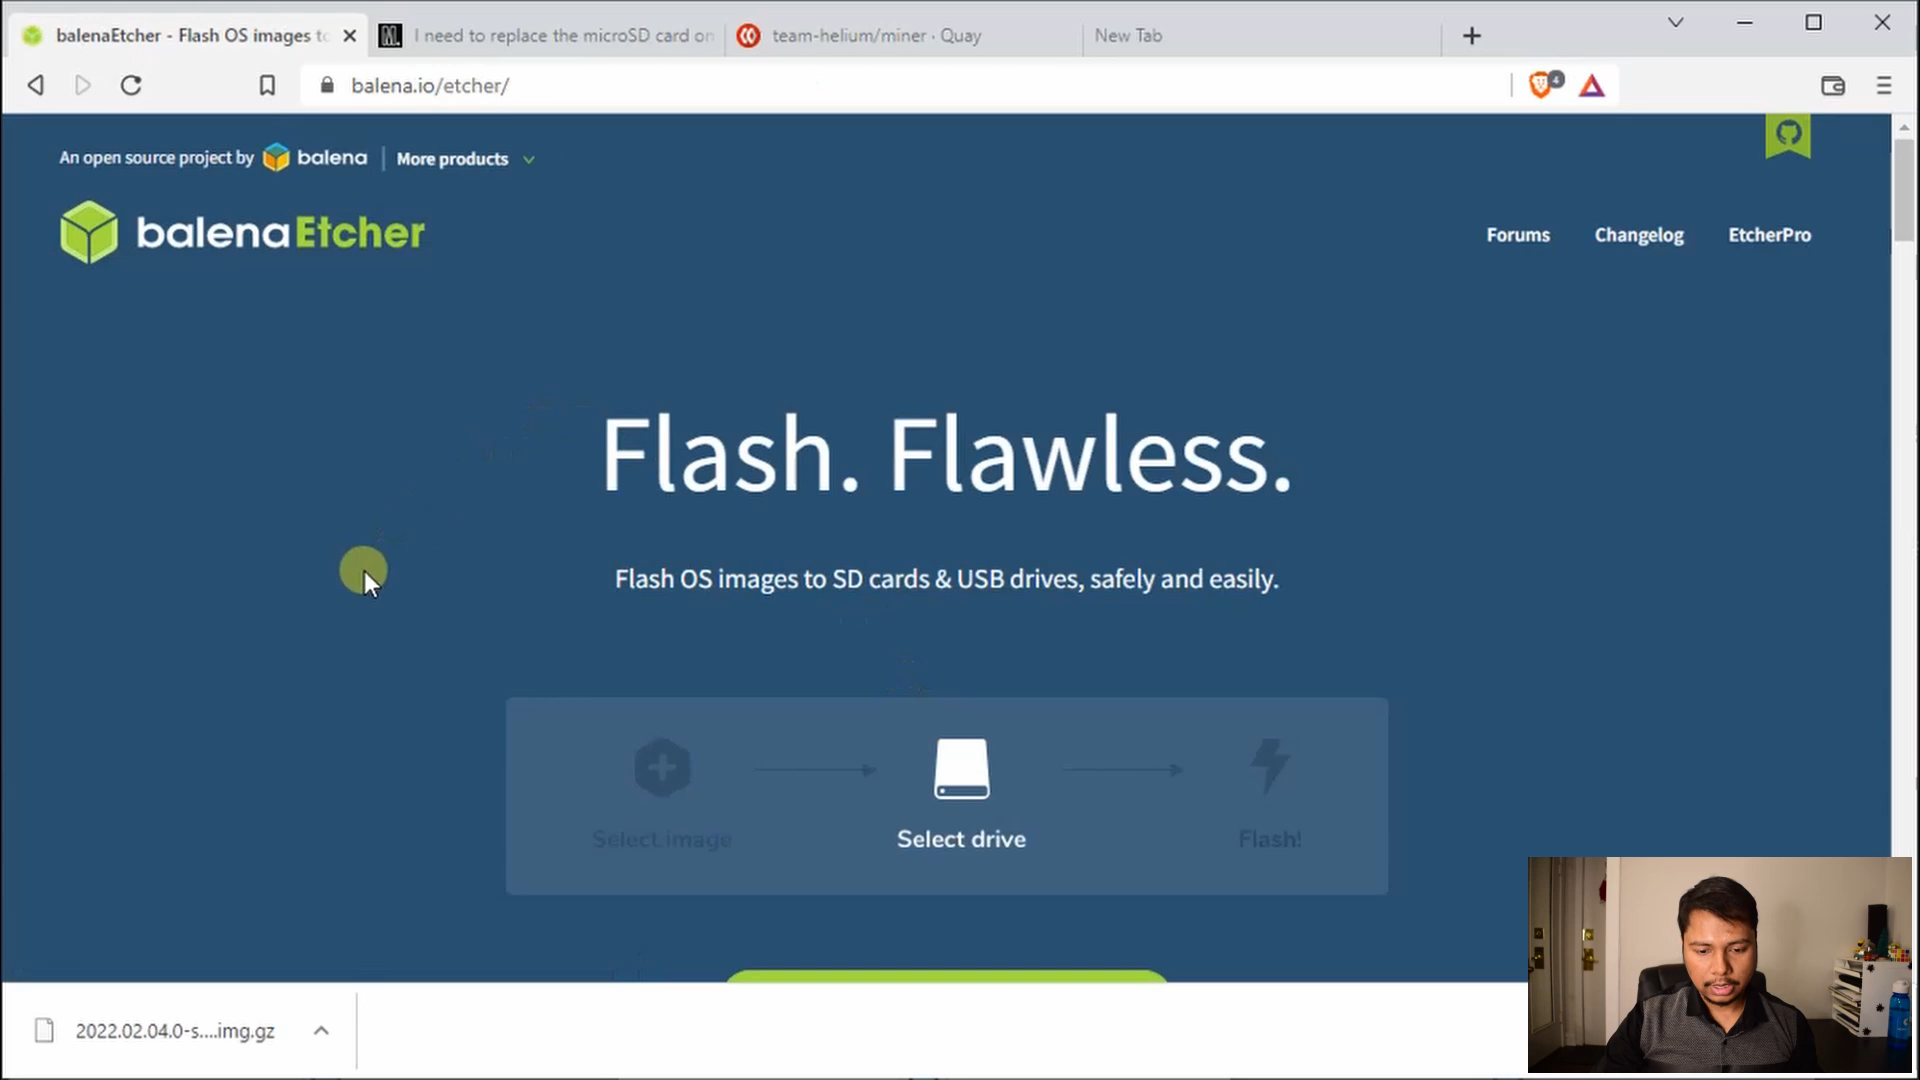 balenaEtcher - Flash OS images to
I need to replace the microSD card on
team-helium/miner · Quay
New Tab
balena.io/etcher/
4
An open source project by balena
More products
balenaEtcher
Forums
Changelog
EtcherPro
Flash. Flawless.
Flash OS images to SD cards & USB drives, safely and easily.
Select image
Select drive
Flash!
2022.02.04.0-s....img.gz